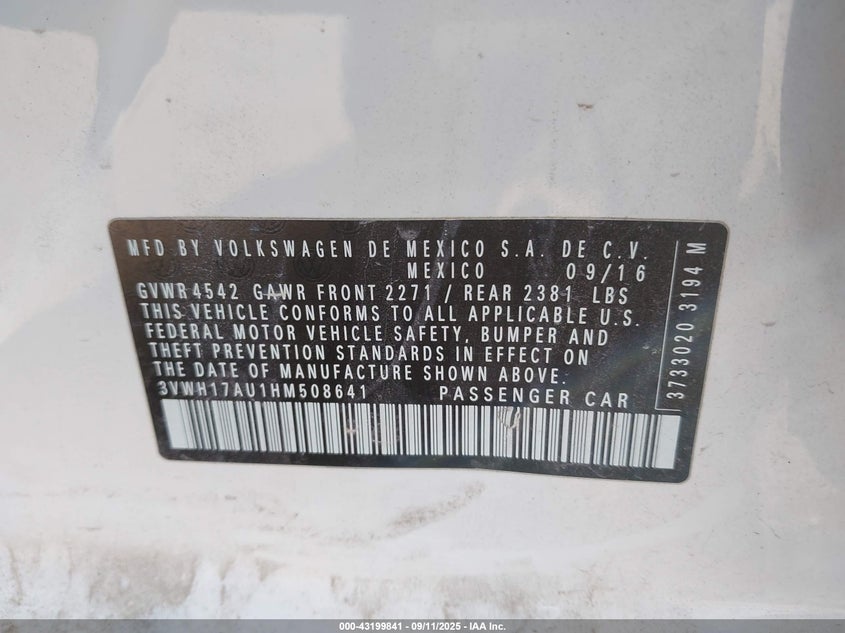 MFD BY VOLKSWAGEN DE MEXICO S.A. DE C.V.
MEXICO 09/16
GVWR 4542 GAWR FRONT 2271 / REAR 2381 LBS
THIS VEHICLE CONFORMS TO ALL APPLICABLE U.S.
FEDERAL MOTOR VEHICLE SAFETY, BUMPER AND
THEFT PREVENTION STANDARDS IN EFFECT ON
THE DATE OF MANUFACTURE SHOWN ABOVE.
3VWH17AU1HM508641 PASSENGER CAR
3733020 3194 M
000-43199841 - 09/11/2025 - IAA Inc.